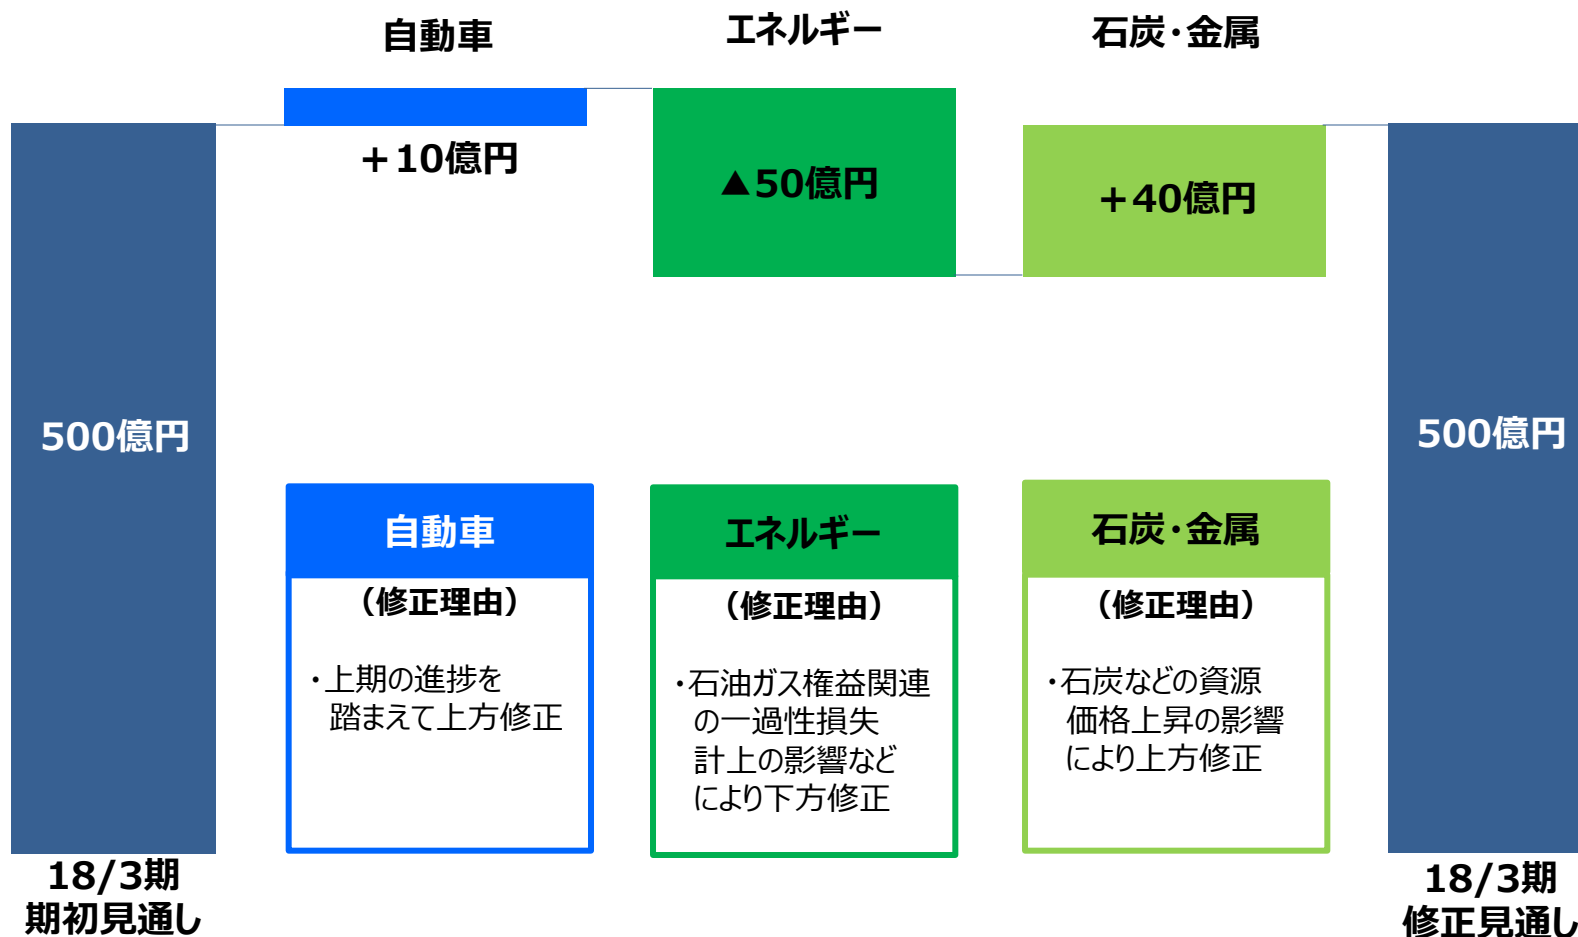 自動車
エネルギー
石炭・金属
＋10億円
▲50億円
＋40億円
500億円
500億円
自動車
（修正理由）
・上期の進捗を
踏まえて上方修正
エネルギー
（修正理由）
・石油ガス権益関連
の一過性損失
計上の影響など
により下方修正
石炭・金属
（修正理由）
・石炭などの資源
価格上昇の影響
により上方修正
18/3期
期初見通し
18/3期
修正見通し